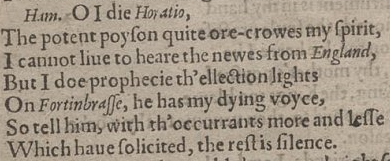 Ham. O I die Horatio,
The potent poyſon quite ore-crowes my ſpirit,
I cannot liue to heare the newes from England,
But I doe prophecie th'ellection lights
On Fortinbraſſe, he has my dying voyce,
So tell him, with th'occurrants more and leſſe
Which haue ſolicited, the reſt is ſilence.